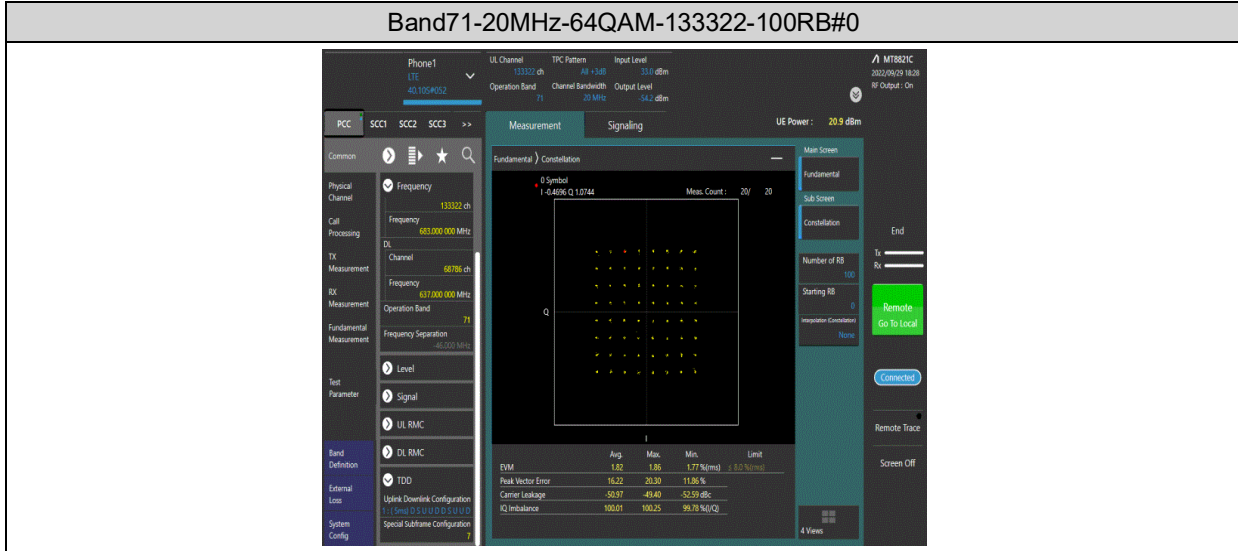 Band71-20MHz-64QAM-133322-100RB#0
Phone1
LTE
40.105#052
UL Channel TPC Pattern Input Level
133322 ch All +3dB 33.0 dBm
Operation Band Channel Bandwidth Output Level
71 20 MHz -54.2 dBm
MT8821C
2022/09/29 18:28
RF Output : On
PCC SCC1 SCC2 SCC3 >>
Measurement Signaling
UE Power : 20.9 dBm
Common
Physical
Channel
Call
Processing
TX
Measurement
RX
Measurement
Fundamental
Measurement
Test
Parameter
Band
Definition
External
Loss
System
Config
Frequency
133322 ch
Frequency
683.000 000 MHz
DL
Channel
68786 ch
Frequency
637.000 000 MHz
Operation Band
71
Frequency Separation
-46.000 MHz
Level
Signal
UL RMC
DL RMC
TDD
Uplink Downlink Configuration
1 : ( 5ms) D S U U D D S U U D
Special Subframe Configuration
7
Fundamental ⟩ Constellation
0 Symbol
I -0.4696 Q 1.0744 Meas. Count : 20/ 20
Q
I
Avg. Max. Min. Limit
EVM 1.82 1.86 1.77 %(rms) ≤ 8.0 %(rms)
Peak Vector Error 16.22 20.30 11.86 %
Carrier Leakage -50.97 -49.40 -52.59 dBc
IQ Imbalance 100.01 100.25 99.78 %(I/Q)
Main Screen
Fundamental
Sub Screen
Constellation
Number of RB
100
Starting RB
0
Interpolation (Constellation)
None
4 Views
End
Tx
Rx
Remote
Go To Local
Connected
Remote Trace
Screen Off